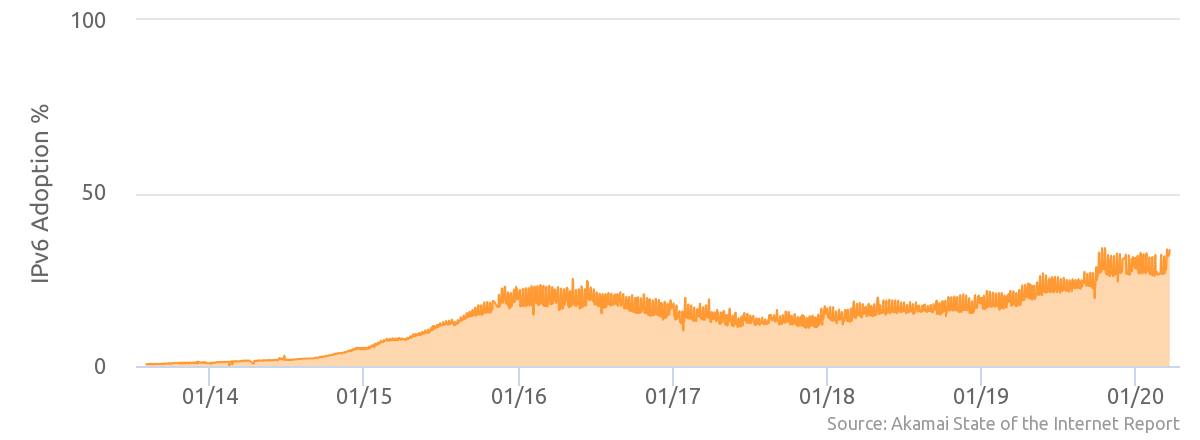 100
50
0
IPv6 Adoption %
01/14 01/15 01/16 01/17 01/18 01/19 01/20
Source: Akamai State of the Internet Report